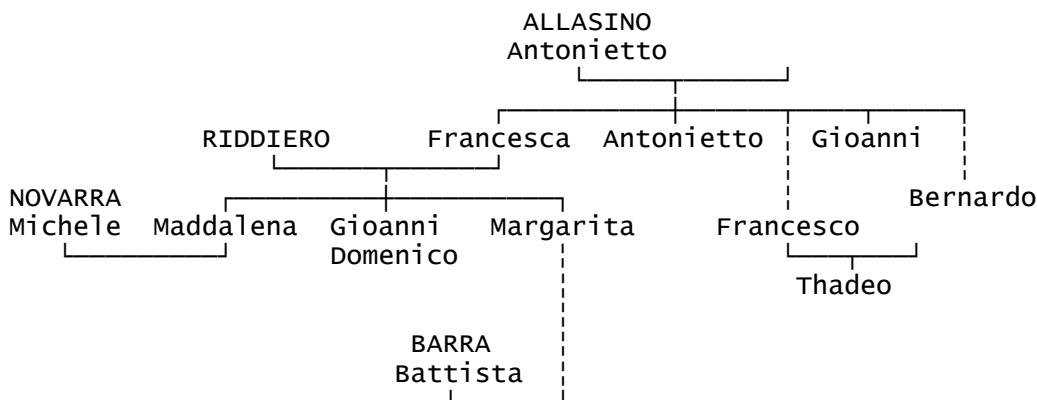 ALLASINO
Antonietto
RIDDIERO Francesca Antonietto Gioanni
NOVARRA Bernardo
Michele Maddalena Gioanni Margarita Francesco
Domenico
Thadeo
BARRA
Battista